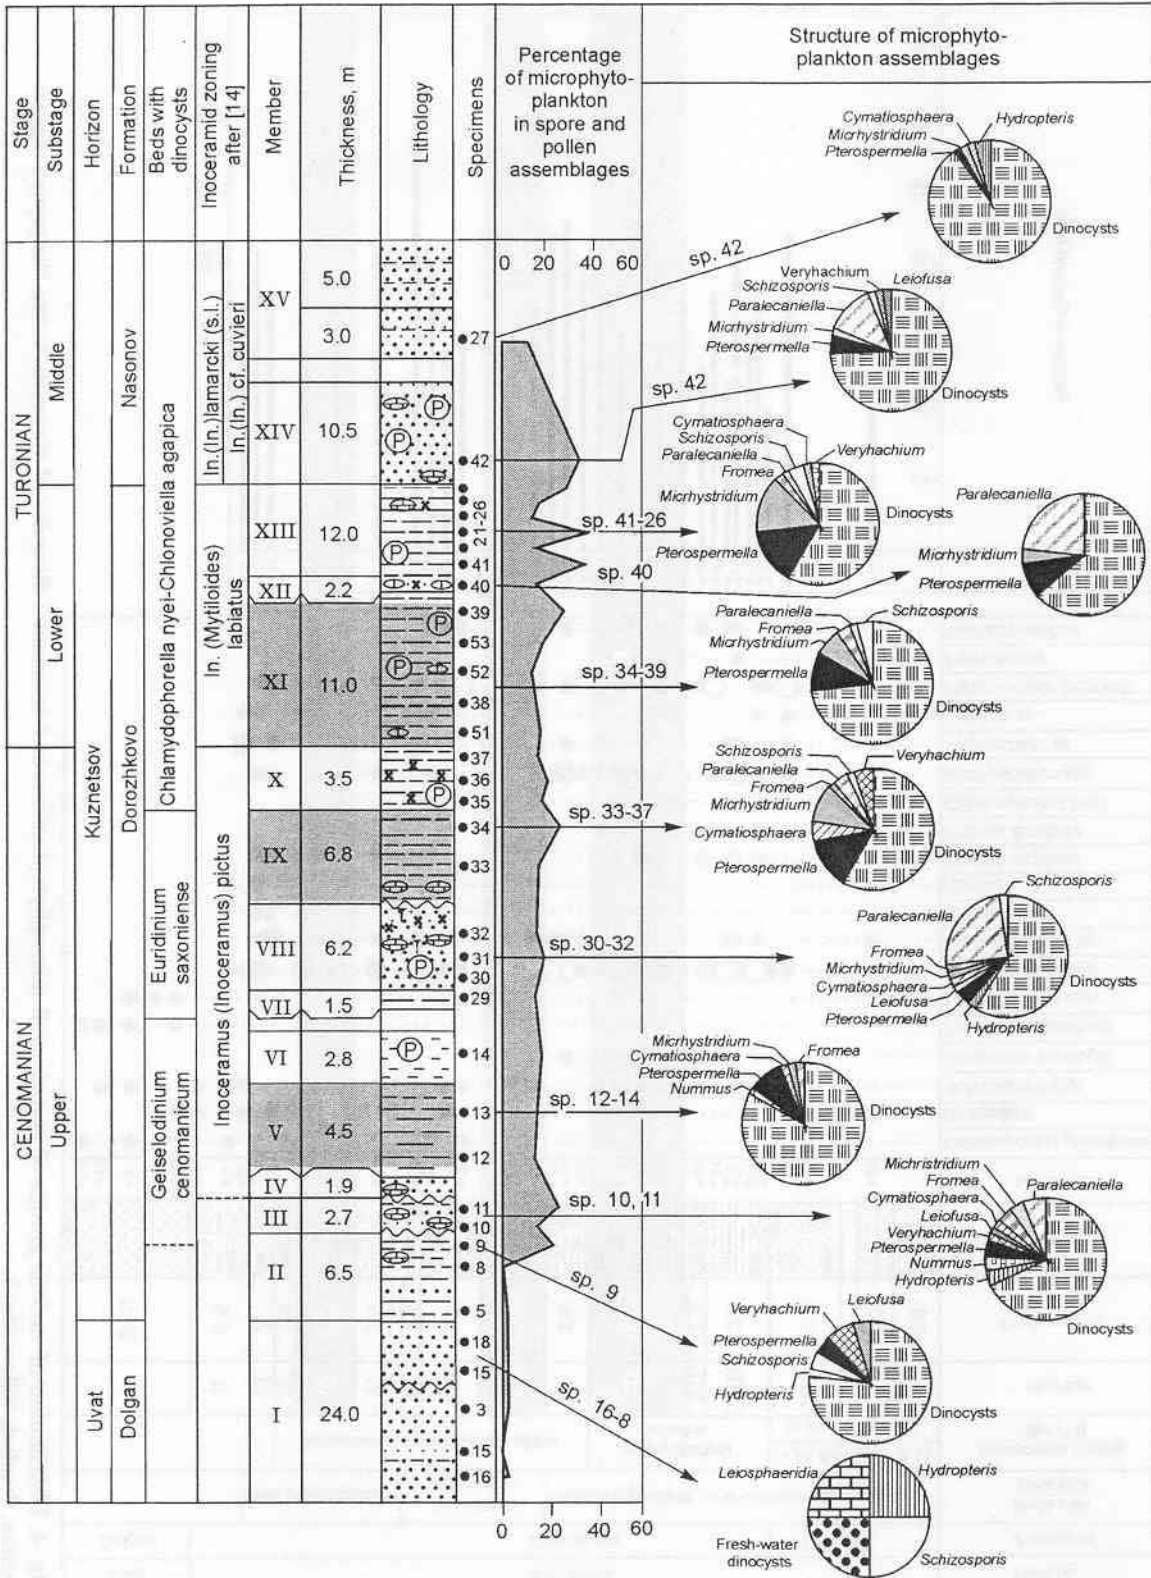 Stage
Substage
Horizon
Formation
Beds with
dinocysts
Inoceramid zoning
after [14]
Member
Thickness, m
Lithology
Specimens
Percentage
of microphyto-
plankton
in spore and
pollen
assemblages
Structure of microphyto-
plankton assemblages
0 20 40 60
TURONIAN
CENOMANIAN
Middle
Lower
Upper
Kuznetsov
Uvat
Nasonov
Dorozhkovo
Dolgan
Chlamydophorella nyei-Chlonoviella agapica
Euridinium
saxoniense
Geiselodinium
cenomanicum
In.(In.)lamarcki (s.l.)
In.(In.) cf. cuvieri
In. (Mytiloides)
labiatus
Inoceramus (Inoceramus) pictus
XV
5.0
3.0
XIV
10.5
XIII
12.0
XII
2.2
XI
11.0
X
3.5
IX
6.8
VIII
6.2
VII
1.5
VI
2.8
V
4.5
IV
1.9
III
2.7
II
6.5
I
24.0
P
P
P
P
P
P
P
P
27
42
21-26
41
40
39
53
52
38
51
37
36
35
34
33
32
31
30
29
14
13
12
11
10
9
8
5
18
15
3
15
16
0 20 40 60
sp. 42
Cymatiosphaera
Hydropteris
Micrhystridium
Pterospermella
Dinocysts
sp. 42
Veryhachium
Leiofusa
Schizosporis
Paralecaniella
Micrhystridium
Pterospermella
Dinocysts
sp. 41-26
Cymatiosphaera
Schizosporis
Veryhachium
Paralecaniella
Fromea
Micrhystridium
Pterospermella
Dinocysts
sp. 40
Paralecaniella
Micrhystridium
Pterospermella
Dinocysts
sp. 34-39
Paralecaniella
Schizosporis
Fromea
Micrhystridium
Pterospermella
Dinocysts
sp. 33-37
Schizosporis
Veryhachium
Paralecaniella
Fromea
Micrhystridium
Cymatiosphaera
Pterospermella
Dinocysts
sp. 30-32
Schizosporis
Paralecaniella
Fromea
Micrhystridium
Cymatiosphaera
Leiofusa
Pterospermella
Hydropteris
Dinocysts
sp. 12-14
Micrhystridium
Fromea
Cymatiosphaera
Pterospermella
Nummus
Dinocysts
sp. 10, 11
Michristridium
Fromea
Paralecaniella
Cymatiosphaera
Leiofusa
Veryhachium
Pterospermella
Nummus
Hydropteris
Dinocysts
sp. 9
Leiofusa
Veryhachium
Pterospermella
Schizosporis
Hydropteris
Dinocysts
sp. 16-8
Leiosphaeridia
Hydropteris
Fresh-water
dinocysts
Schizosporis